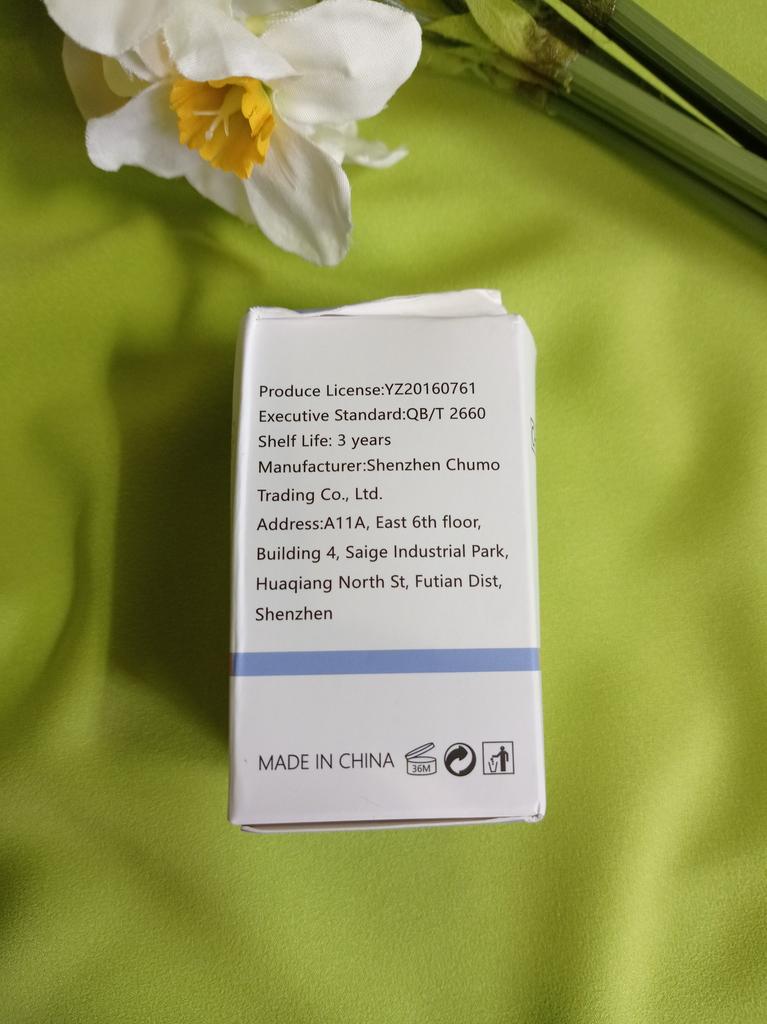 Produce License:YZ20160761
Executive Standard:QB/T 2660
Shelf Life: 3 years
Manufacturer:Shenzhen Chumo
Trading Co., Ltd.
Address:A11A, East 6th floor,
Building 4, Saige Industrial Park,
Huaqiang North St, Futian Dist,
Shenzhen
MADE IN CHINA 36M